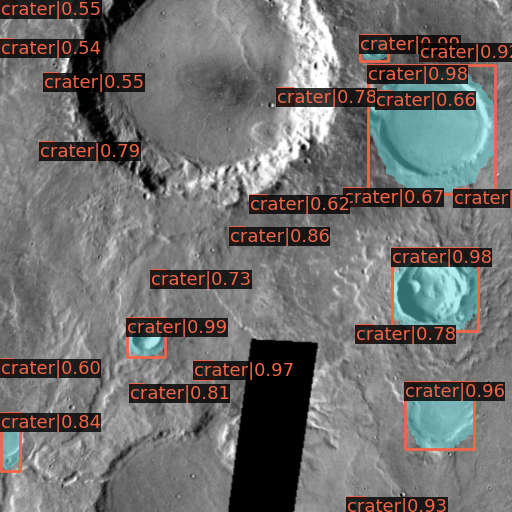 crater|0.55
crater|0.99
crater|0.54
crater|0.92
crater|0.98
crater|0.55
crater|0.78
crater|0.66
crater|0.79
crater|0.67
crater|
crater|0.62
crater|0.86
crater|0.98
crater|0.73
crater|0.99
crater|0.78
crater|0.60
crater|0.97
crater|0.81
crater|0.96
crater|0.84
crater|0.93